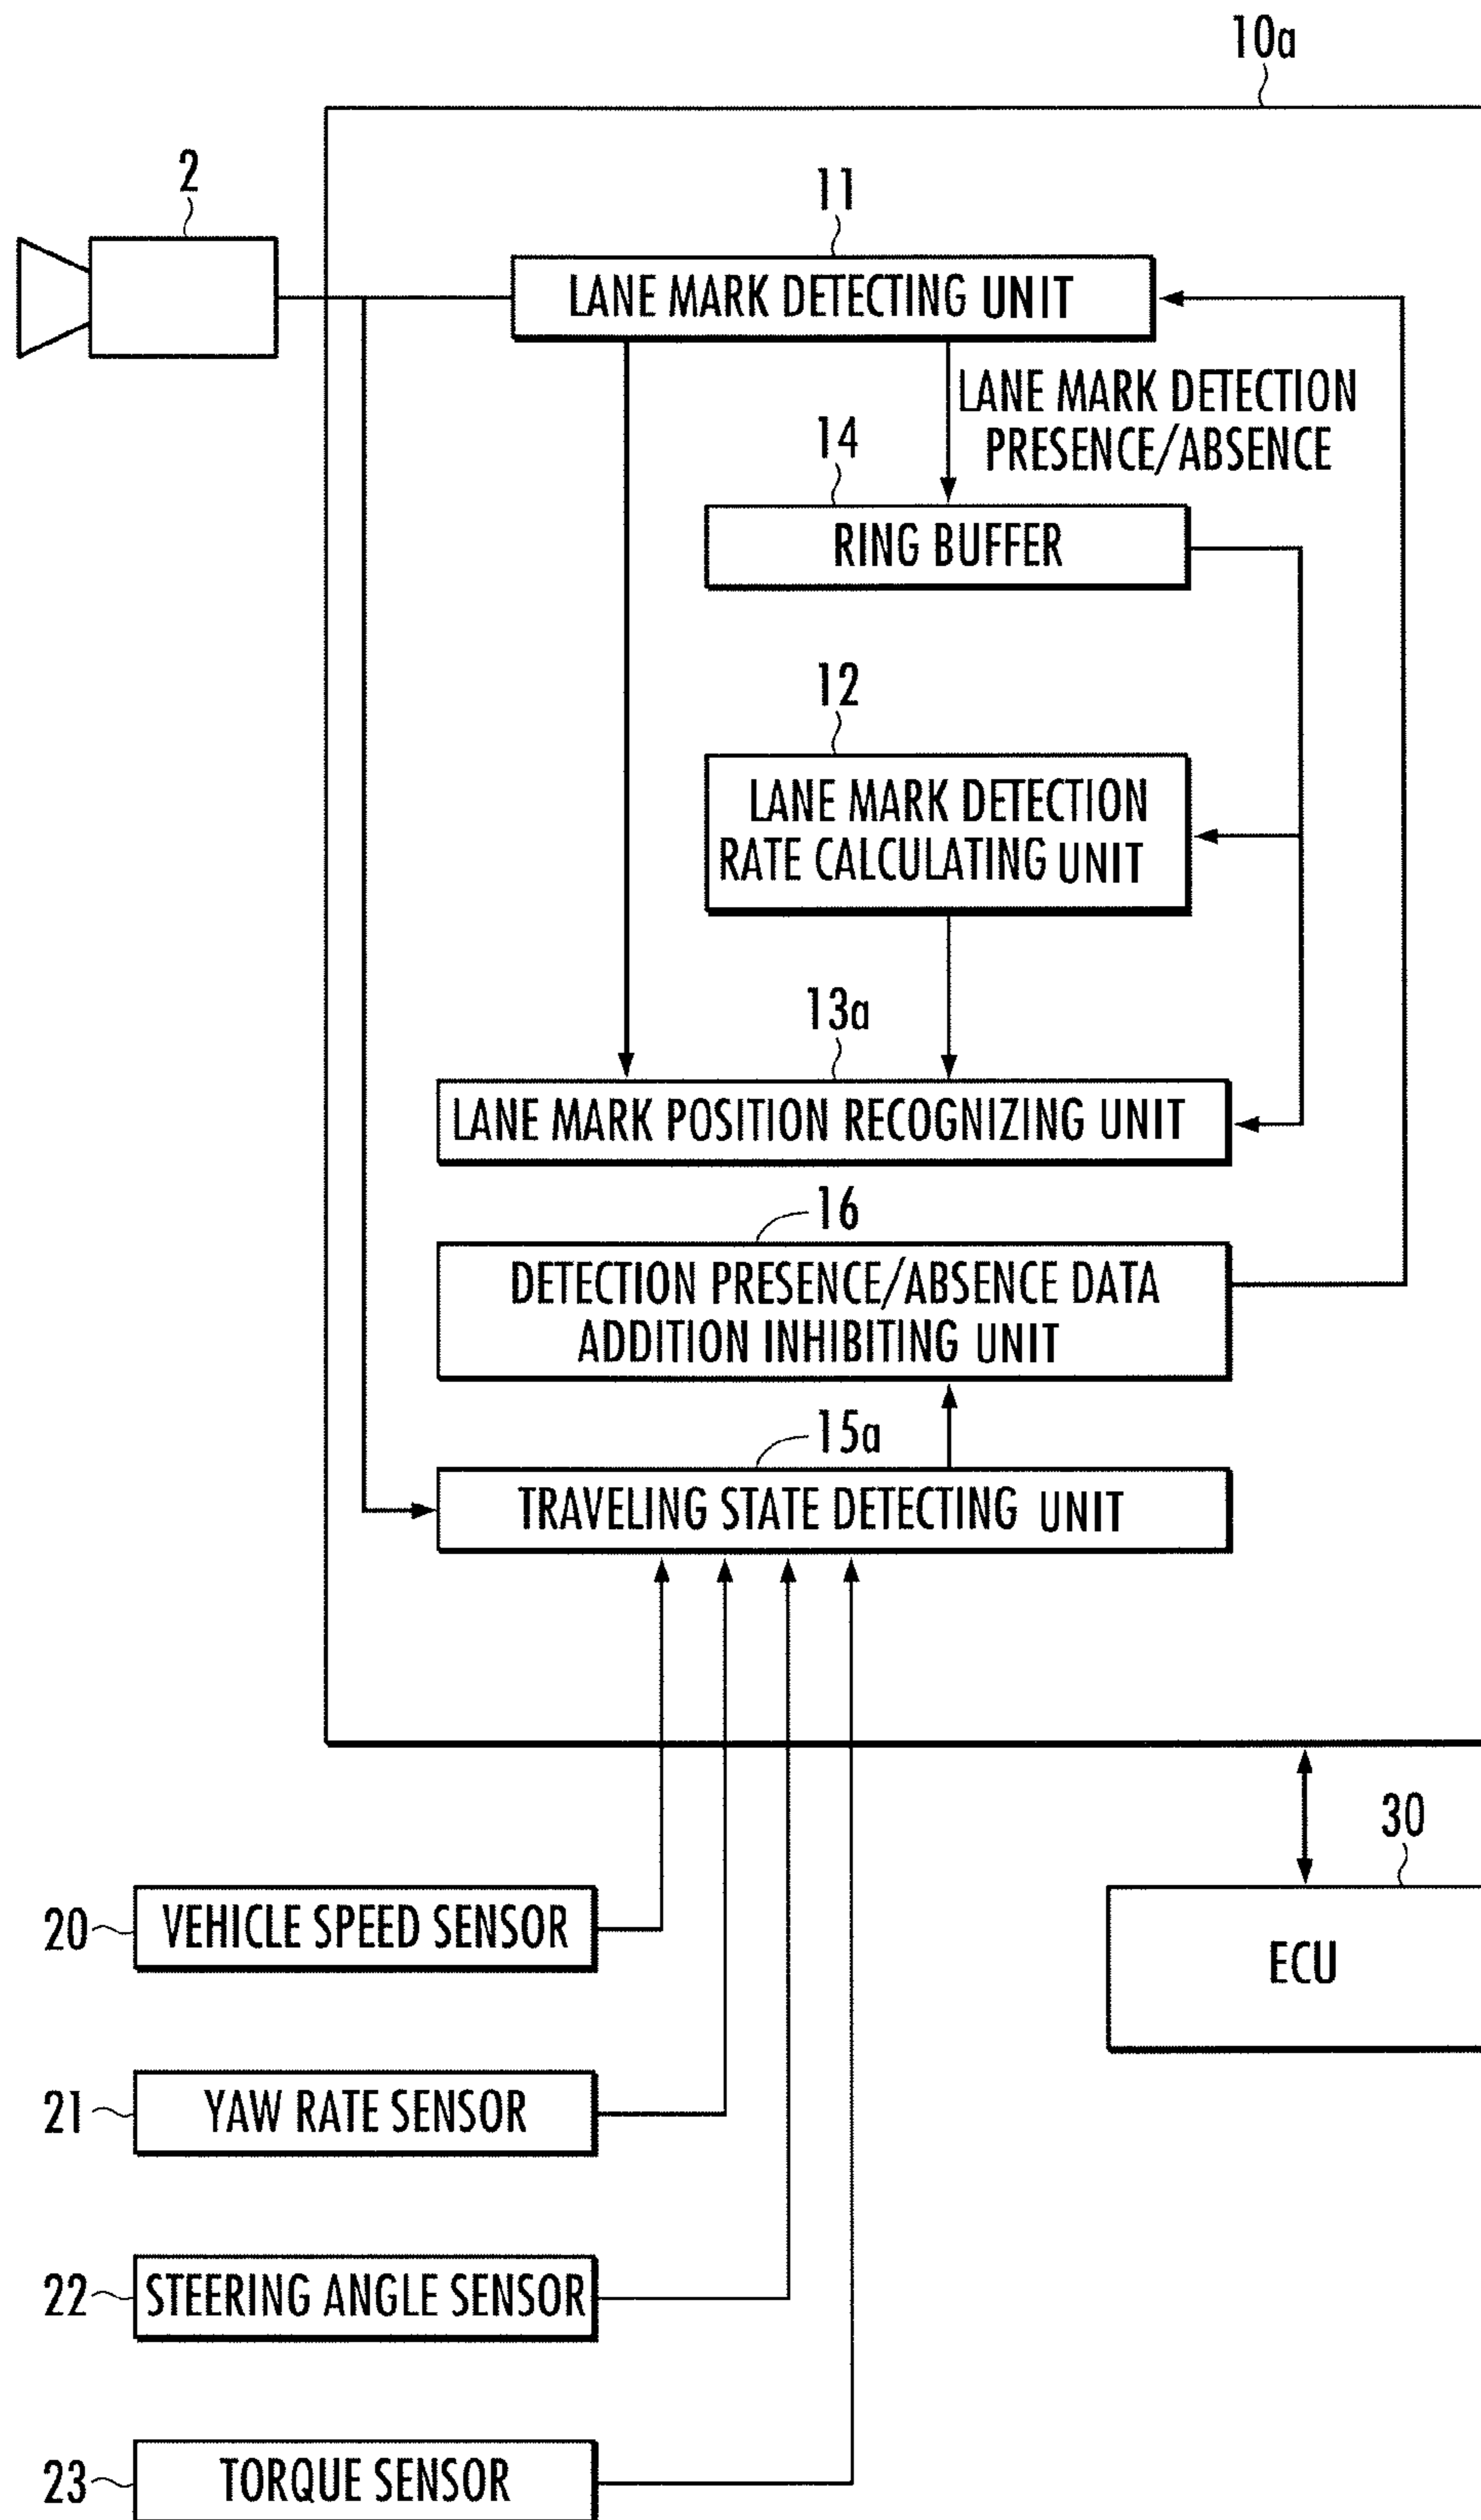 10a
2
11
LANE MARK DETECTING UNIT
LANE MARK DETECTION
PRESENCE/ABSENCE
14
RING BUFFER
12
LANE MARK DETECTION
RATE CALCULATING UNIT
13a
LANE MARK POSITION RECOGNIZING UNIT
16
DETECTION PRESENCE/ABSENCE DATA
ADDITION INHIBITING UNIT
15a
TRAVELING STATE DETECTING UNIT
30
ECU
20
VEHICLE SPEED SENSOR
21
YAW RATE SENSOR
22
STEERING ANGLE SENSOR
23
TORQUE SENSOR